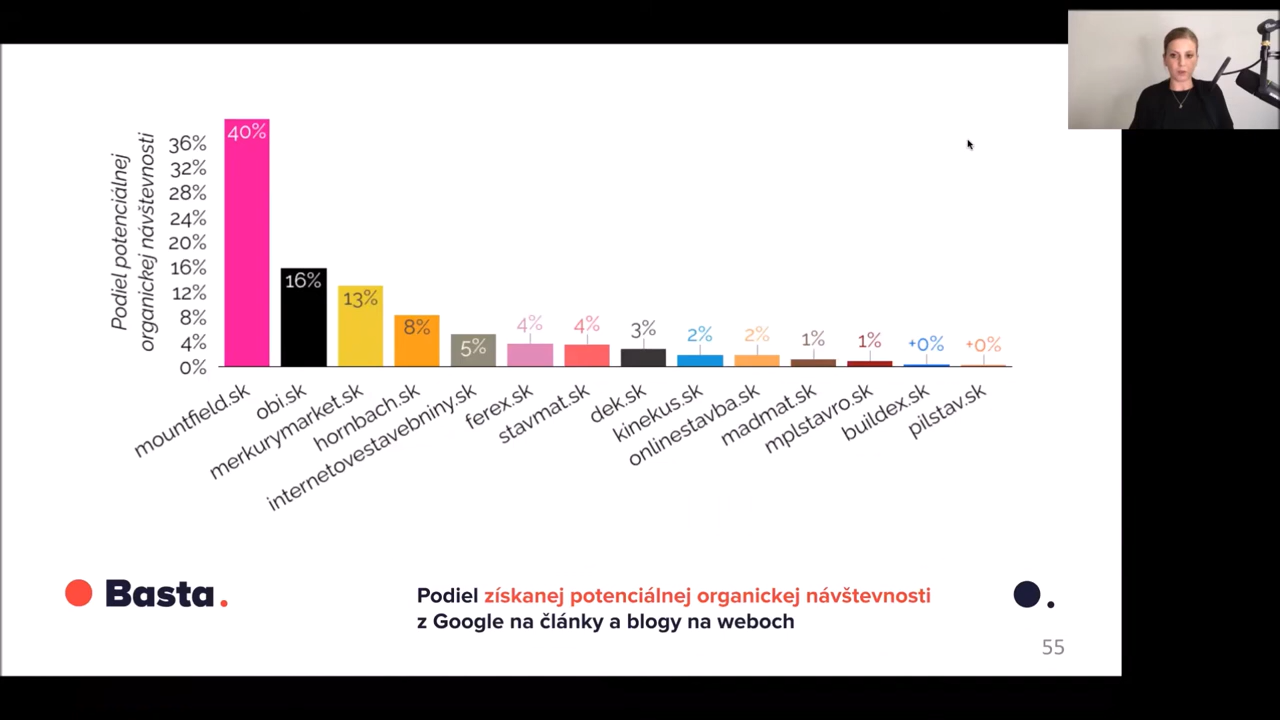 Podiel potenciálnej
organickej návštevnosti
36%
32%
28%
24%
20%
16%
12%
8%
4%
0%
40%
16%
13%
8%
5%
4%
4%
3%
2%
2%
1%
1%
+0%
+0%
mountfield.sk
obi.sk
merkurymarket.sk
hornbach.sk
internetovestavebniny.sk
ferex.sk
stavmat.sk
dek.sk
kinekus.sk
onlinestavba.sk
madmat.sk
mplstavro.sk
buildex.sk
pilstav.sk
Basta.
Podiel získanej potenciálnej organickej návštevnosti
z Google na články a blogy na weboch
55